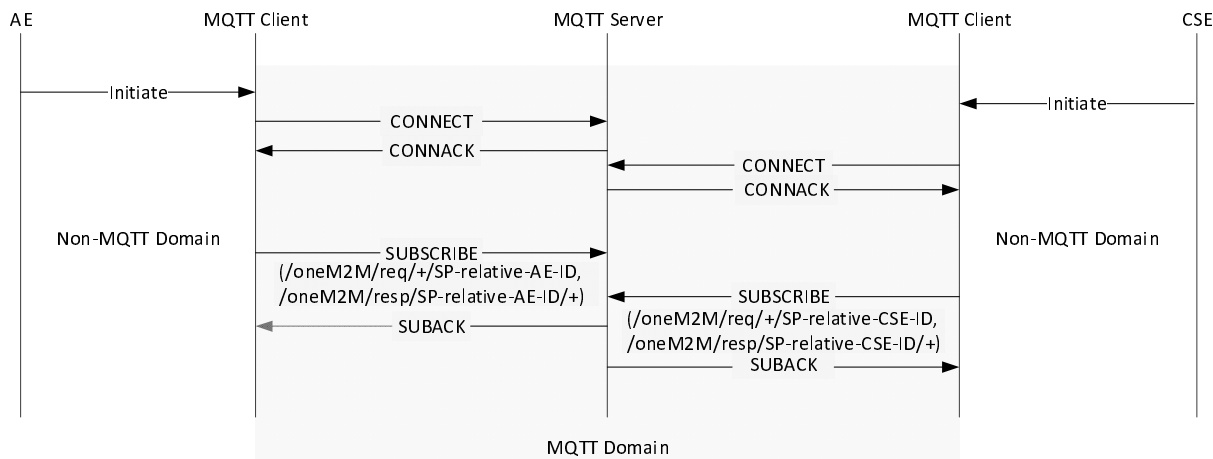 AE
MQTT Client
MQTT Server
MQTT Client
CSE
Initiate
Initiate
CONNECT
CONNACK
CONNECT
CONNACK
Non-MQTT Domain
Non-MQTT Domain
SUBSCRIBE
(/oneM2M/req/+/SP-relative-AE-ID,
/oneM2M/resp/SP-relative-AE-ID/+)
SUBSCRIBE
(/oneM2M/req/+/SP-relative-CSE-ID,
/oneM2M/resp/SP-relative-CSE-ID/+)
SUBACK
SUBACK
MQTT Domain